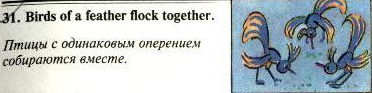 31. Birds of a feather flock together.
Птицы с одинаковым оперением
собираются вместе.